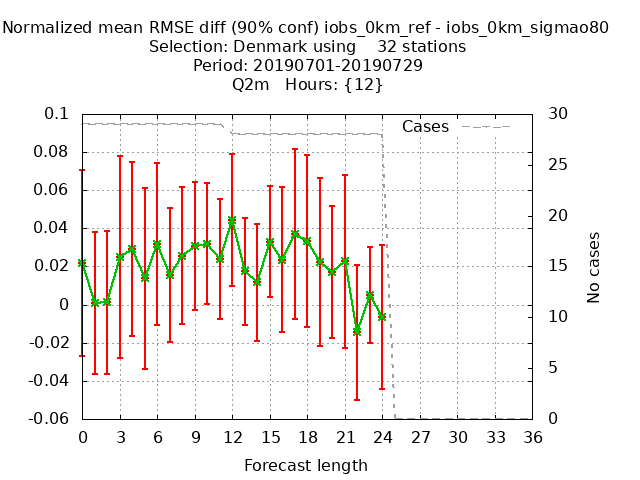 Normalized mean RMSE diff (90% conf) iobs_0km_ref - iobs_0km_sigmao80
Selection: Denmark using    32 stations
Period: 20190701-20190729
Q2m   Hours: {12}
0.1
0.08
0.06
0.04
0.02
0
-0.02
-0.04
-0.06
Cases
30
25
20
15
10
5
0
No cases
0 3 6 9 12 15 18 21 24 27 30 33 36
Forecast length